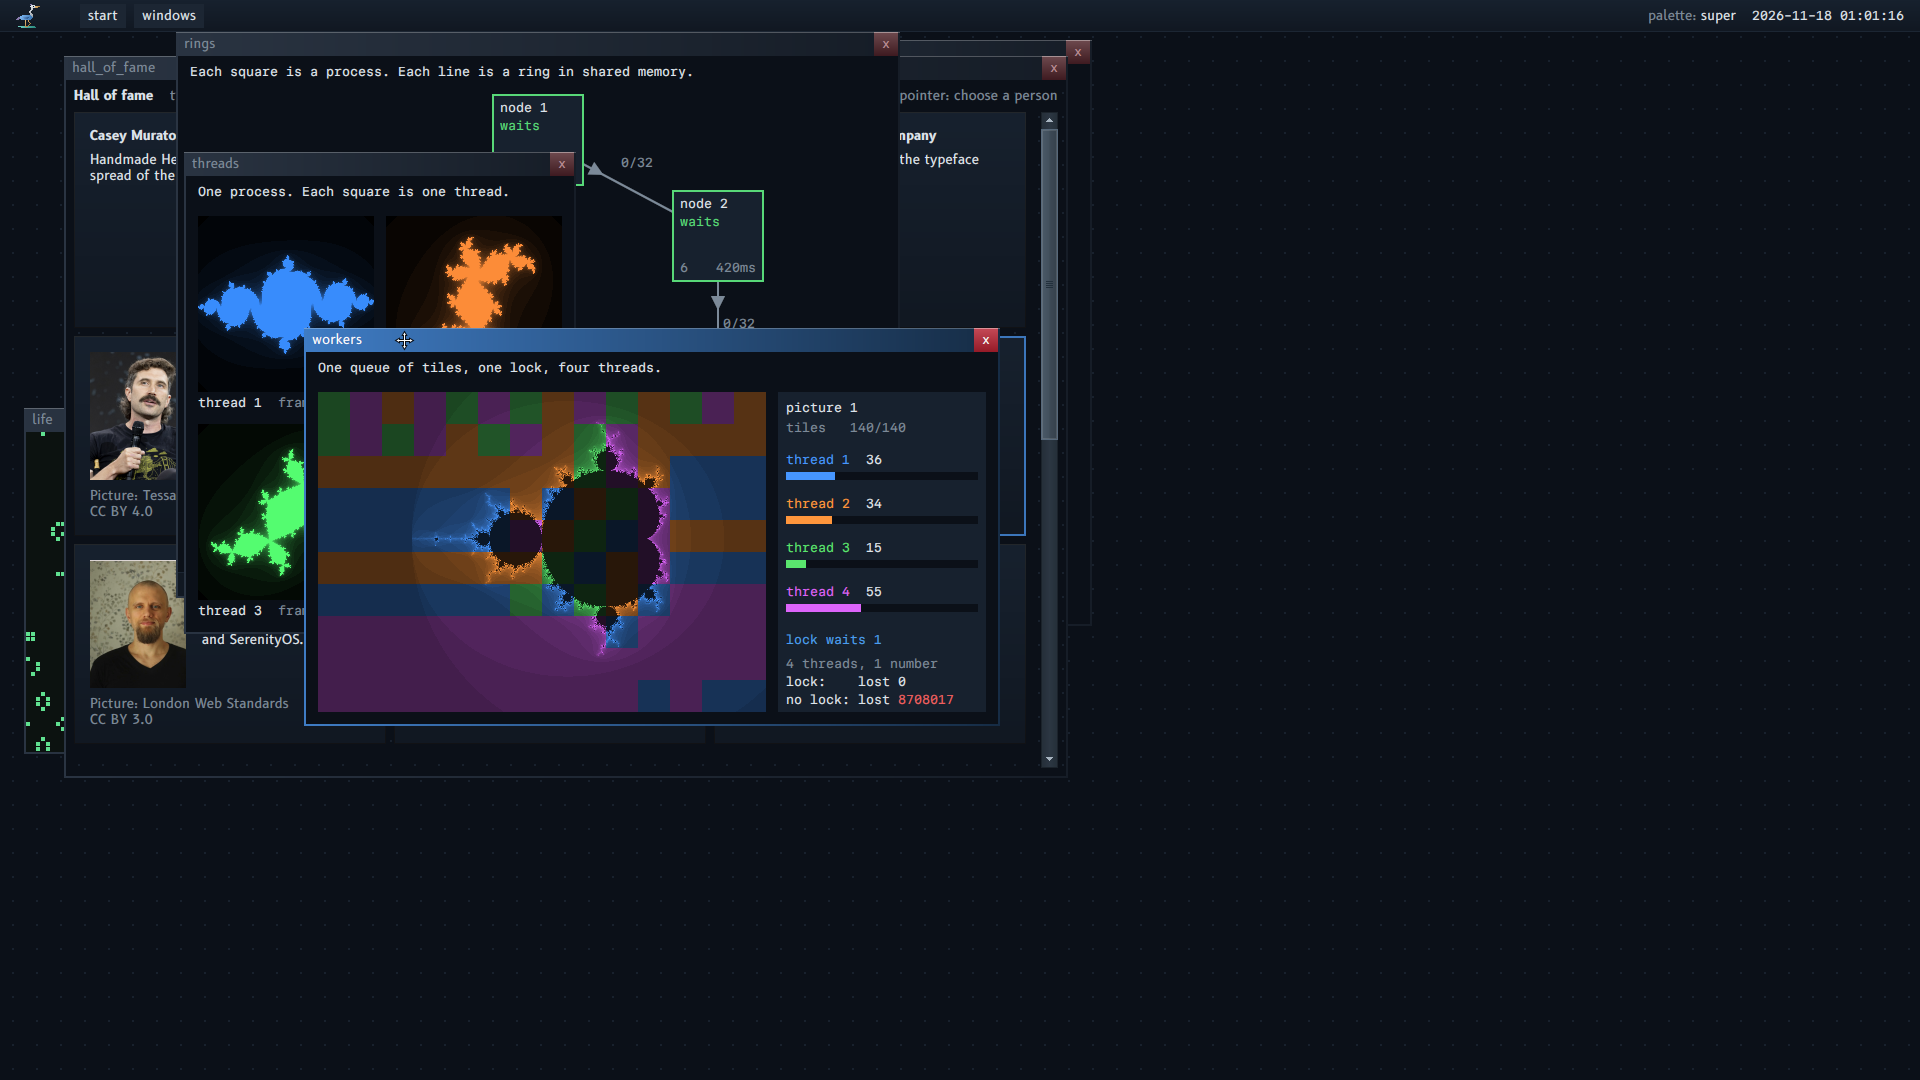 start windows palette: super 2026-11-18 01:01:16
rings x
x
hall_of_fame x
Each square is a process. Each line is a ring in shared memory.
Hall of fame pointer: choose a person
node 1
waits
0/32
Casey
Handmade
spread of the
the typeface
threads x
One process. Each square is one thread.
node 2
waits
6 420ms
0/32
thread 1
thread 3
workers x
One queue of tiles, one lock, four threads.
picture 1
tiles 140/140
thread 1 36
thread 2 34
thread 3 15
thread 4 55
lock waits 1
4 threads, 1 number
lock: lost 0
no lock: lost 8708017
life
Picture: Tessa
CC BY 4.0
and SerenityOS.
Picture: London Web Standards
CC BY 3.0